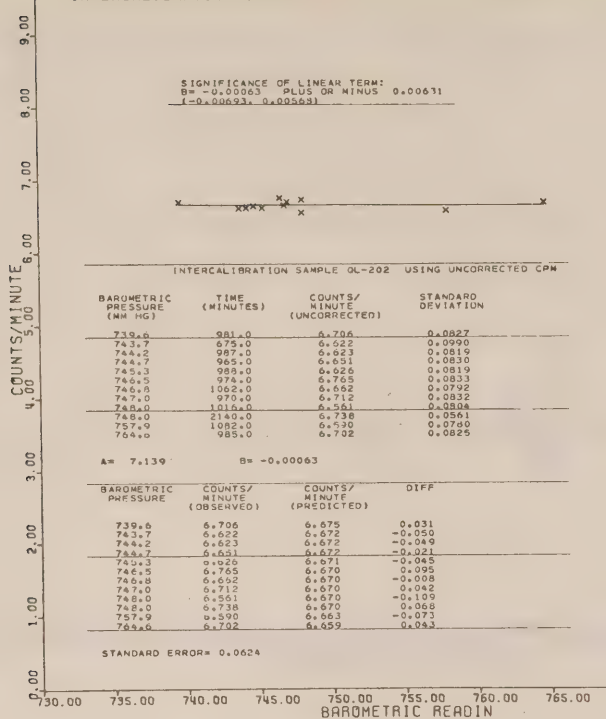 SIGNIFICANCE OF LINEAR TERM:
B= -0.00063 PLUS OR MINUS 0.00631
(-0.00693, 0.00568)
INTERCALIBRATION SAMPLE OL-202 USING UNCORRECTED CPM
BAROMETRIC PRESSURE (MM HG) TIME (MINUTES) COUNTS/ MINUTE (UNCORRECTED) STANDARD DEVIATION
739.6 981.0 6.706 0.0827
743.7 675.0 6.622 0.0990
744.2 987.0 6.623 0.0819
744.7 965.0 6.651 0.0830
745.3 988.0 6.626 0.0819
746.5 974.0 6.765 0.0833
746.8 1062.0 6.662 0.0792
747.0 970.0 6.712 0.0832
748.0 1016.0 6.561 0.0804
748.0 2140.0 6.738 0.0561
757.9 1082.0 6.590 0.0780
764.6 985.0 6.702 0.0825
A= 7.139 B= -0.00063
BAROMETRIC PRESSURE COUNTS/ MINUTE (OBSERVED) COUNTS/ MINUTE (PREDICTED) DIFF
739.6 6.706 6.675 0.031
743.7 6.622 6.672 -0.050
744.2 6.623 6.672 -0.049
744.7 6.651 6.672 -0.021
745.3 6.626 6.671 -0.045
746.5 6.765 6.670 0.095
746.8 6.662 6.670 -0.008
747.0 6.712 6.670 0.042
748.0 6.561 6.670 -0.109
748.0 6.738 6.670 0.068
757.9 6.590 6.663 -0.073
764.6 6.702 6.659 0.043
STANDARD ERROR= 0.0624
COUNTS/MINUTE
9.00
8.00
7.00
6.00
5.00
4.00
3.00
2.00
1.00
0.00
730.00 735.00 740.00 745.00 750.00 755.00 760.00 765.00
BAROMETRIC READIN